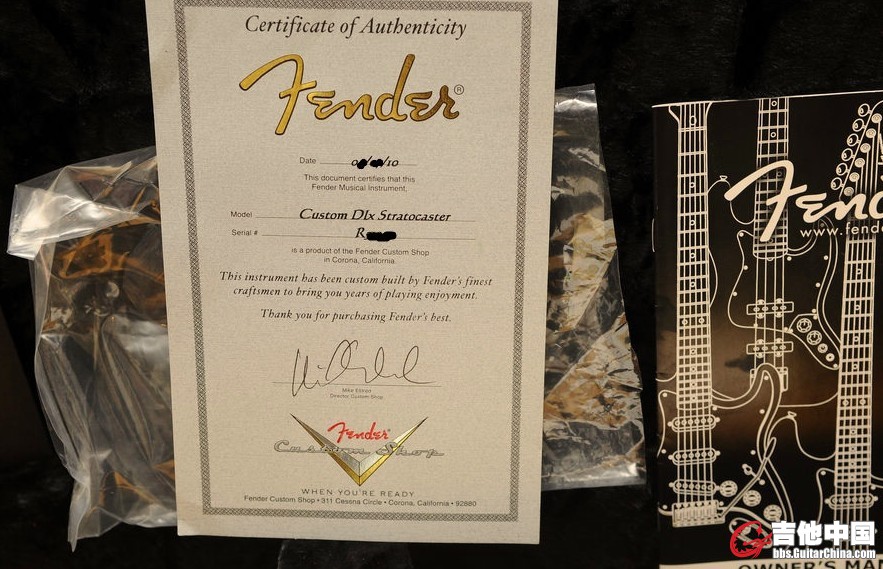 Certificate of Authenticity
Fender®
Date /10
This document certifies that this
Fender Musical Instrument.
Model Custom Dlx Stratocaster
Serial # R
is a product of the Fender Custom Shop
in Corona, California.
This instrument has been custom built by Fender's finest
craftsmen to bring you years of playing enjoyment.
Thank you for purchasing Fender's best.
Mike Eldred
Director Custom Shop
Fender
Custom Shop
WHEN YOU'RE READY
Fender Custom Shop • 311 Cessna Circle • Corona, California • 92880
Fend
www.fende
OWNER'S MAN
吉他中国
bbs.GuitarChina.com